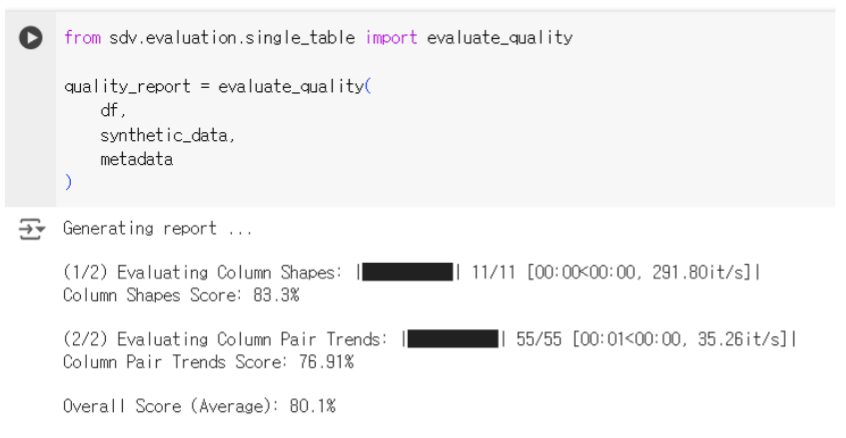 from sdv.evaluation.single_table import evaluate_quality
quality_report = evaluate_quality(
df,
synthetic_data,
metadata
)
Generating report ...
(1/2) Evaluating Column Shapes: |██████████| 11/11 [00:00<00:00, 291.80it/s]|
Column Shapes Score: 83.3%
(2/2) Evaluating Column Pair Trends: |██████████| 55/55 [00:01<00:00, 35.26it/s]|
Column Pair Trends Score: 76.91%
Overall Score (Average): 80.1%